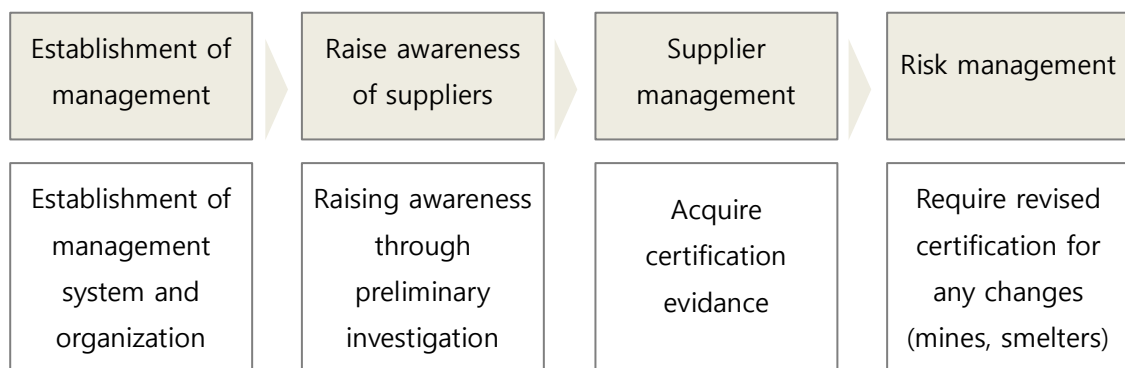 Establishment of
management
Raise awareness
of suppliers
Supplier
management
Risk management
Establishment of
management
system and
organization
Raising awareness
through
preliminary
investigation
Acquire
certification
evidance
Require revised
certification for
any changes
(mines, smelters)